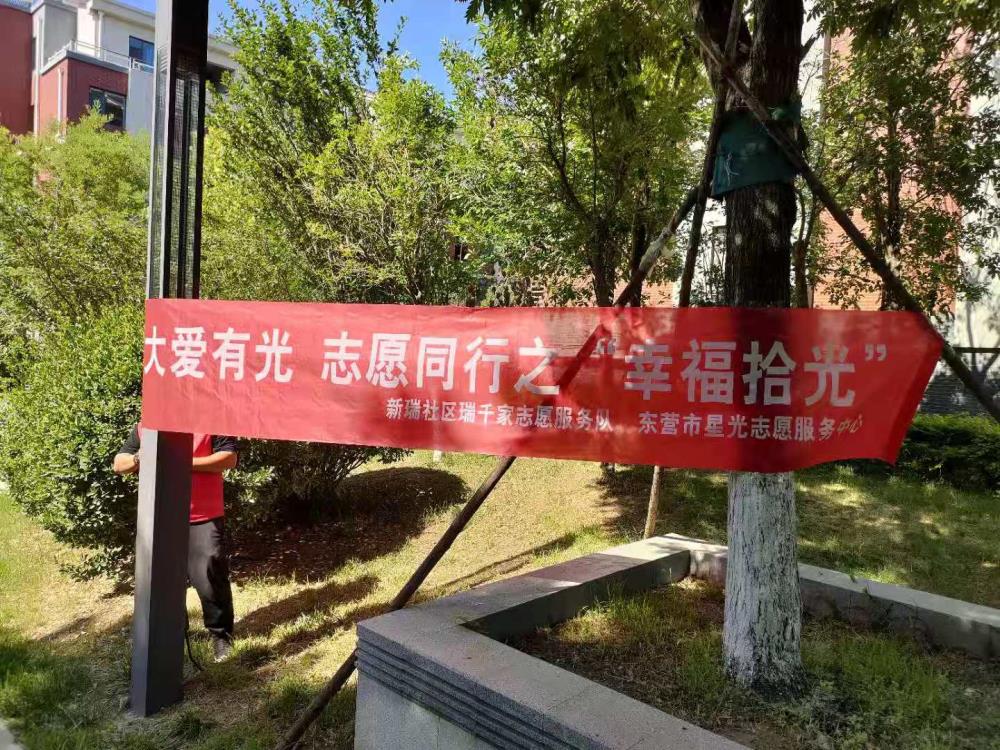 大爱有光 志愿同行之“幸福拾光”
新瑞社区瑞千家志愿服务队 东营市星光志愿服务中心